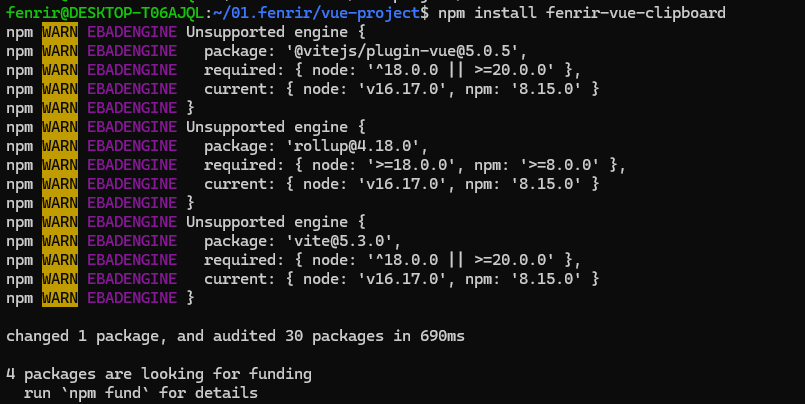 fenrir@DESKTOP-T06AJQL:~/01.fenrir/vue-project$ npm install fenrir-vue-clipboard
npm WARN EBADENGINE Unsupported engine {
npm WARN EBADENGINE   package: '@vitejs/plugin-vue@5.0.5',
npm WARN EBADENGINE   required: { node: '^18.0.0 || >=20.0.0' },
npm WARN EBADENGINE   current: { node: 'v16.17.0', npm: '8.15.0' }
npm WARN EBADENGINE }
npm WARN EBADENGINE Unsupported engine {
npm WARN EBADENGINE   package: 'rollup@4.18.0',
npm WARN EBADENGINE   required: { node: '>=18.0.0', npm: '>=8.0.0' },
npm WARN EBADENGINE   current: { node: 'v16.17.0', npm: '8.15.0' }
npm WARN EBADENGINE }
npm WARN EBADENGINE Unsupported engine {
npm WARN EBADENGINE   package: 'vite@5.3.0',
npm WARN EBADENGINE   required: { node: '^18.0.0 || >=20.0.0' },
npm WARN EBADENGINE   current: { node: 'v16.17.0', npm: '8.15.0' }
npm WARN EBADENGINE }
changed 1 package, and audited 30 packages in 690ms
4 packages are looking for funding
  run `npm fund` for details